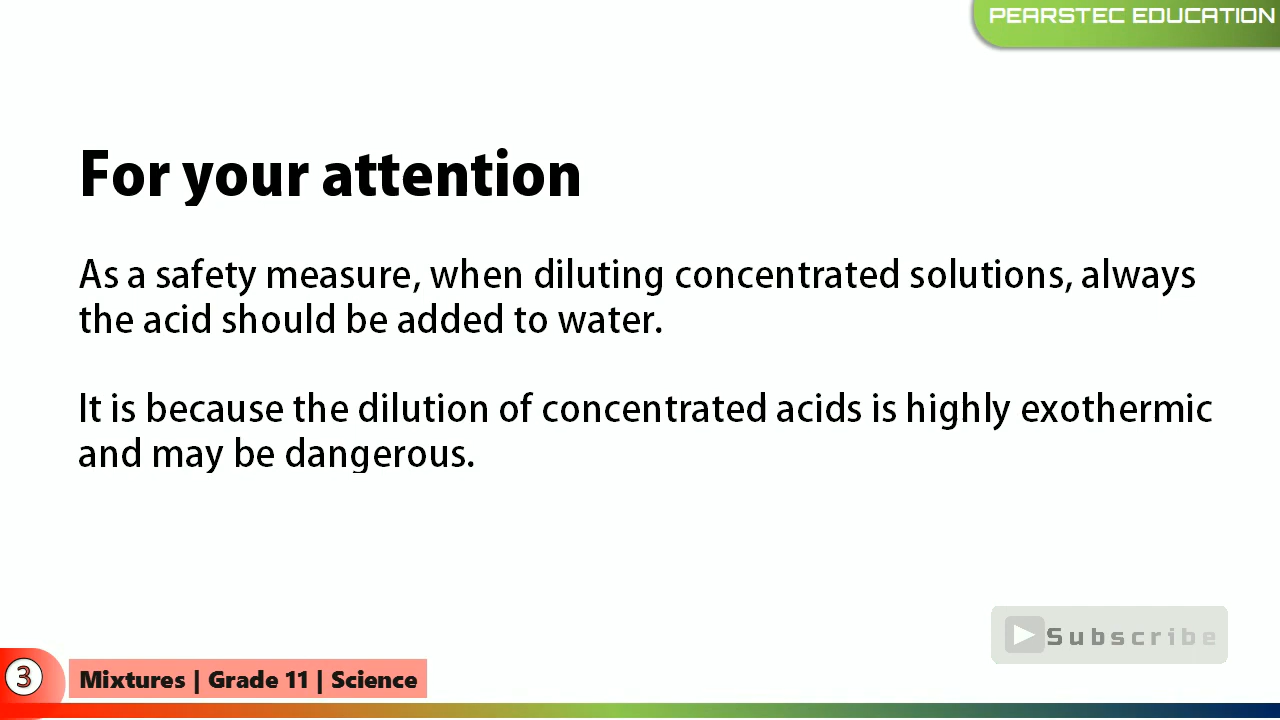 PEARSTEC EDUCATION
For your attention
As a safety measure, when diluting concentrated solutions, always
the acid should be added to water.
It is because the dilution of concentrated acids is highly exothermic
and may be dangerous.
Subscribe
3
Mixtures | Grade 11 | Science